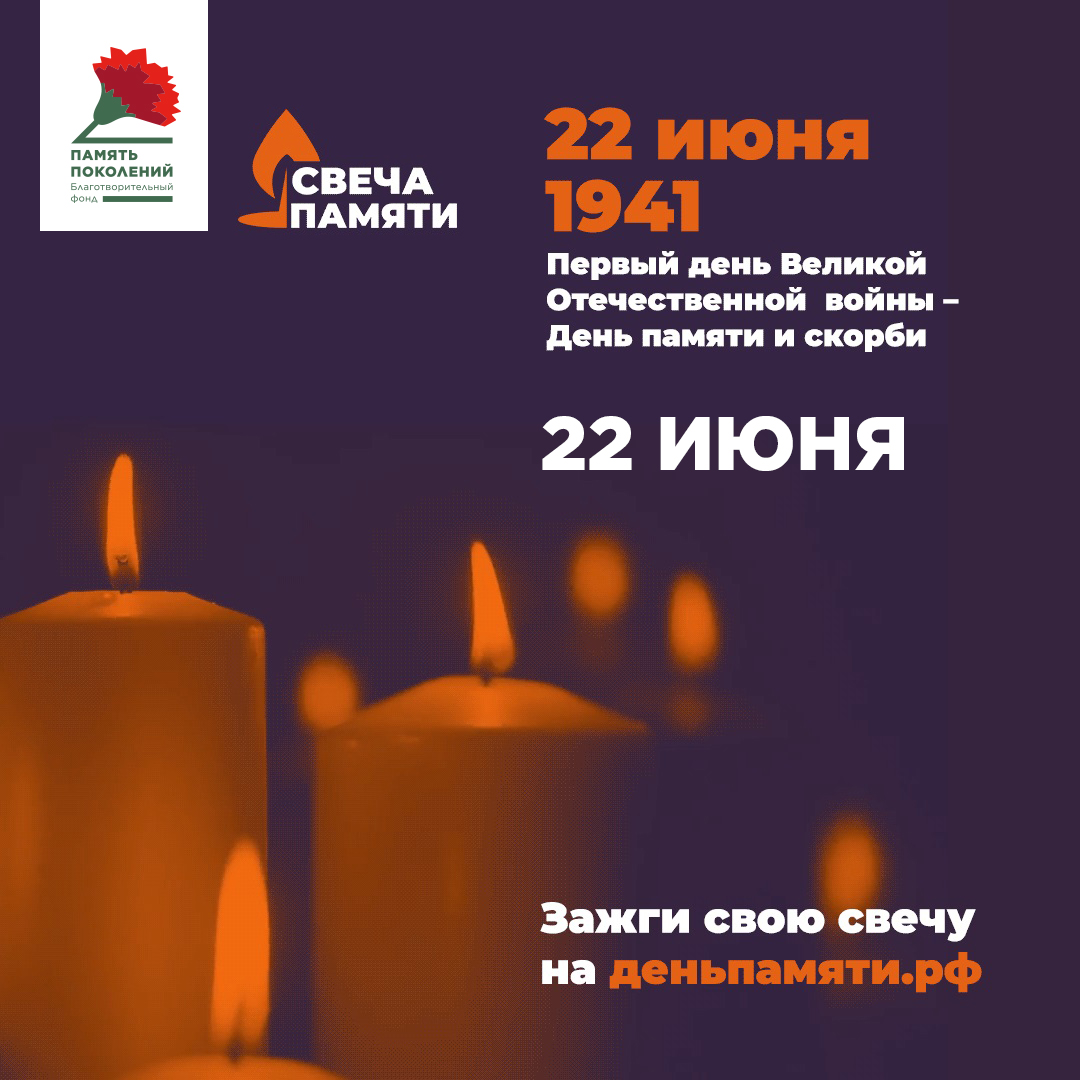 ПАМЯТЬ
ПОКОЛЕНИЙ
Благотворительный
фонд
СВЕЧА
ПАМЯТИ
22 июня
1941
Первый день Великой
Отечественной войны –
День памяти и скорби
22 ИЮНЯ
Зажги свою свечу
на деньпамяти.рф